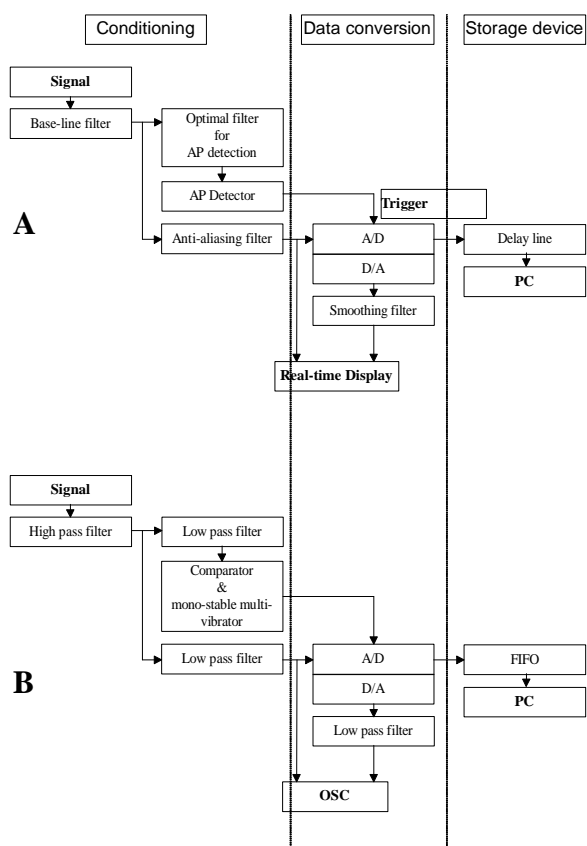 Conditioning
Data conversion
Storage device
Signal
Base-line filter
Optimal filter
for
AP detection
AP Detector
Trigger
A
Anti-aliasing filter
A/D
Delay line
D/A
PC
Smoothing filter
Real-time Display
Signal
High pass filter
Low pass filter
Comparator
&
mono-stable multi-
vibrator
B
Low pass filter
A/D
FIFO
D/A
PC
Low pass filter
OSC